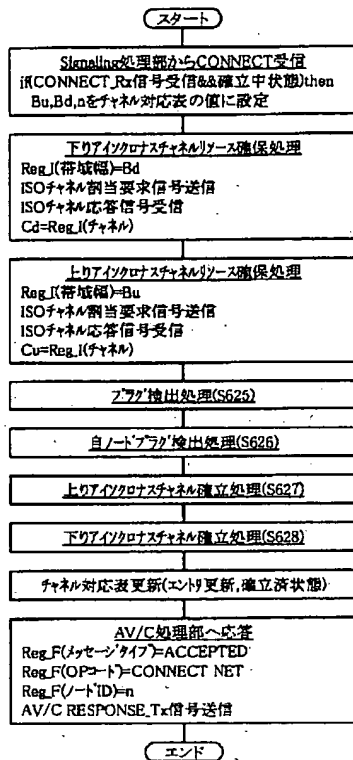 スタート
Signaling処理部からCONNECT受信
if(CONNECT_Rx信号受信&&確立中状態)then
Bu,Bd,nをチャネル対応表の値に設定
下りアイソクロナスチャネルリソース確保処理
Reg_I(帯域幅)=Bd
ISOチャネル割当要求信号送信
ISOチャネル応答信号受信
Cd=Reg_I(チャネル)
上りアイソクロナスチャネルリソース確保処理
Reg_I(帯域幅)=Bu
ISOチャネル割当要求信号送信
ISOチャネル応答信号受信
Cu=Reg_I(チャネル)
プラグ検出処理(S625)
自ノードプラグ検出処理(S626)
上りアイソクロナスチャネル確立処理(S627)
下りアイソクロナスチャネル確立処理(S628)
チャネル対応表更新(エントリ更新,確立済状態)
AV/C処理部へ応答
Reg_F(メッセージタイプ)=ACCEPTED
Reg_F(OPコード)=CONNECT NET
Reg_F(ノードID)=n
AV/C RESPONSE_Tx信号送信
エンド